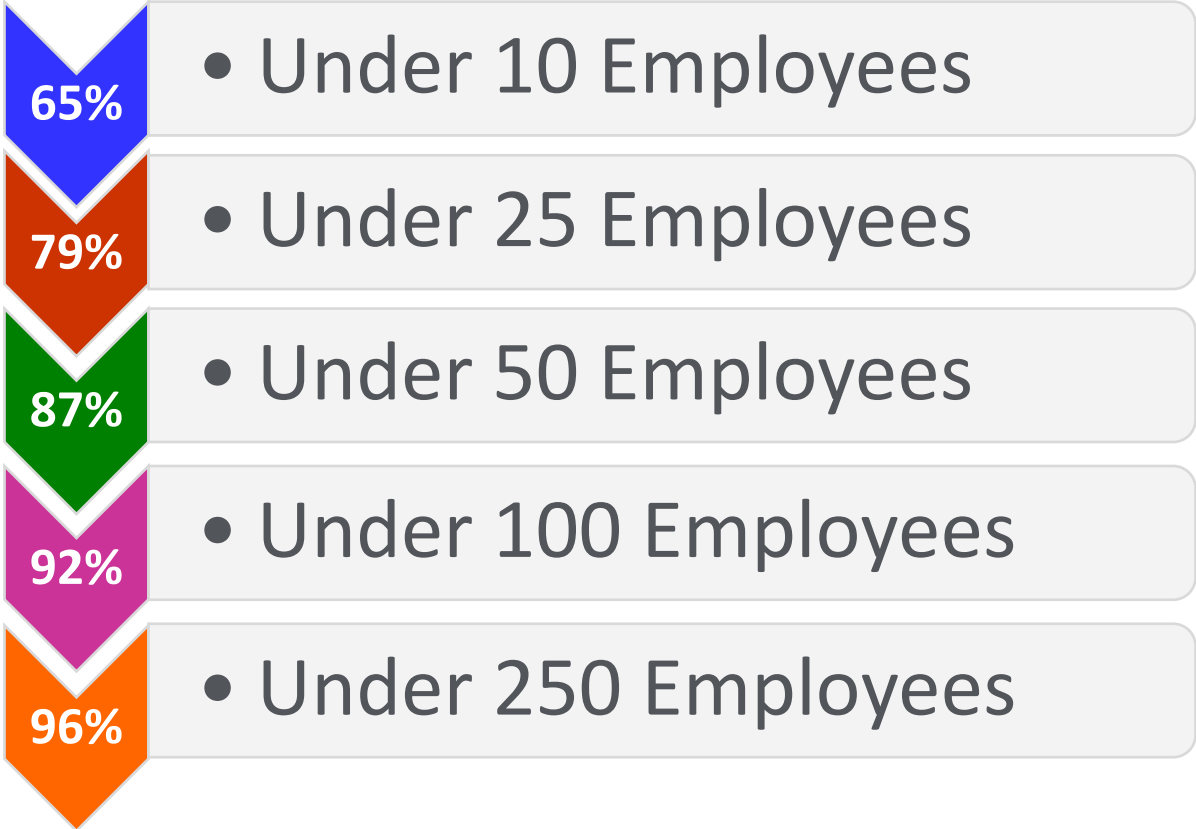 65% • Under 10 Employees
79% • Under 25 Employees
87% • Under 50 Employees
92% • Under 100 Employees
96% • Under 250 Employees